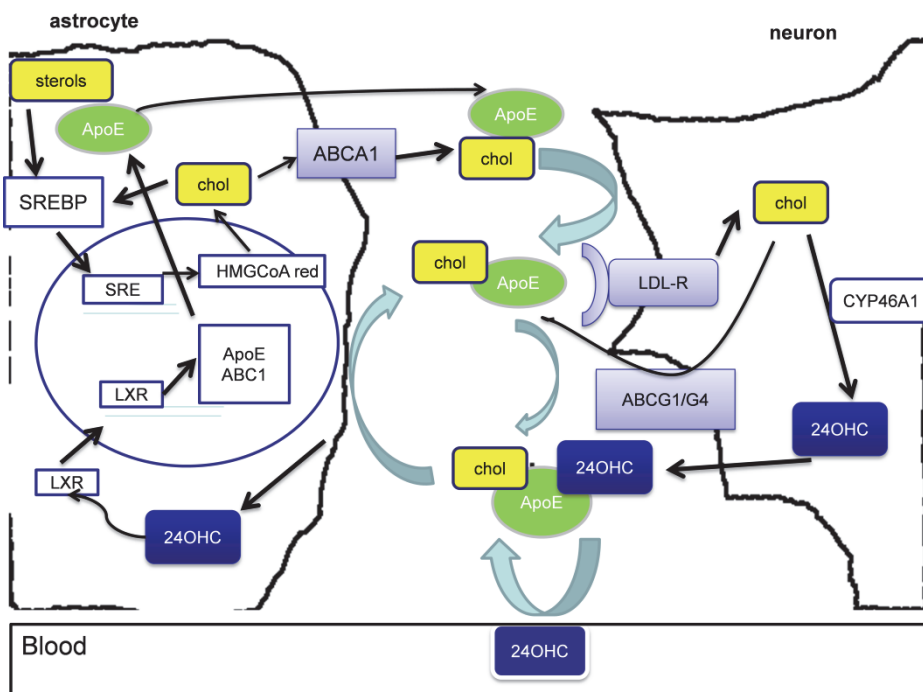 astrocyte
neuron
sterols
ApoE
ApoE
ABCA1
chol
chol
SREBP
chol
chol
HMGCoA red
LDL-R
SRE
ApoE
CYP46A1
ApoE
ABC1
LXR
ABCG1/G4
24OHC
chol
24OHC
LXR
ApoE
24OHC
Blood
24OHC